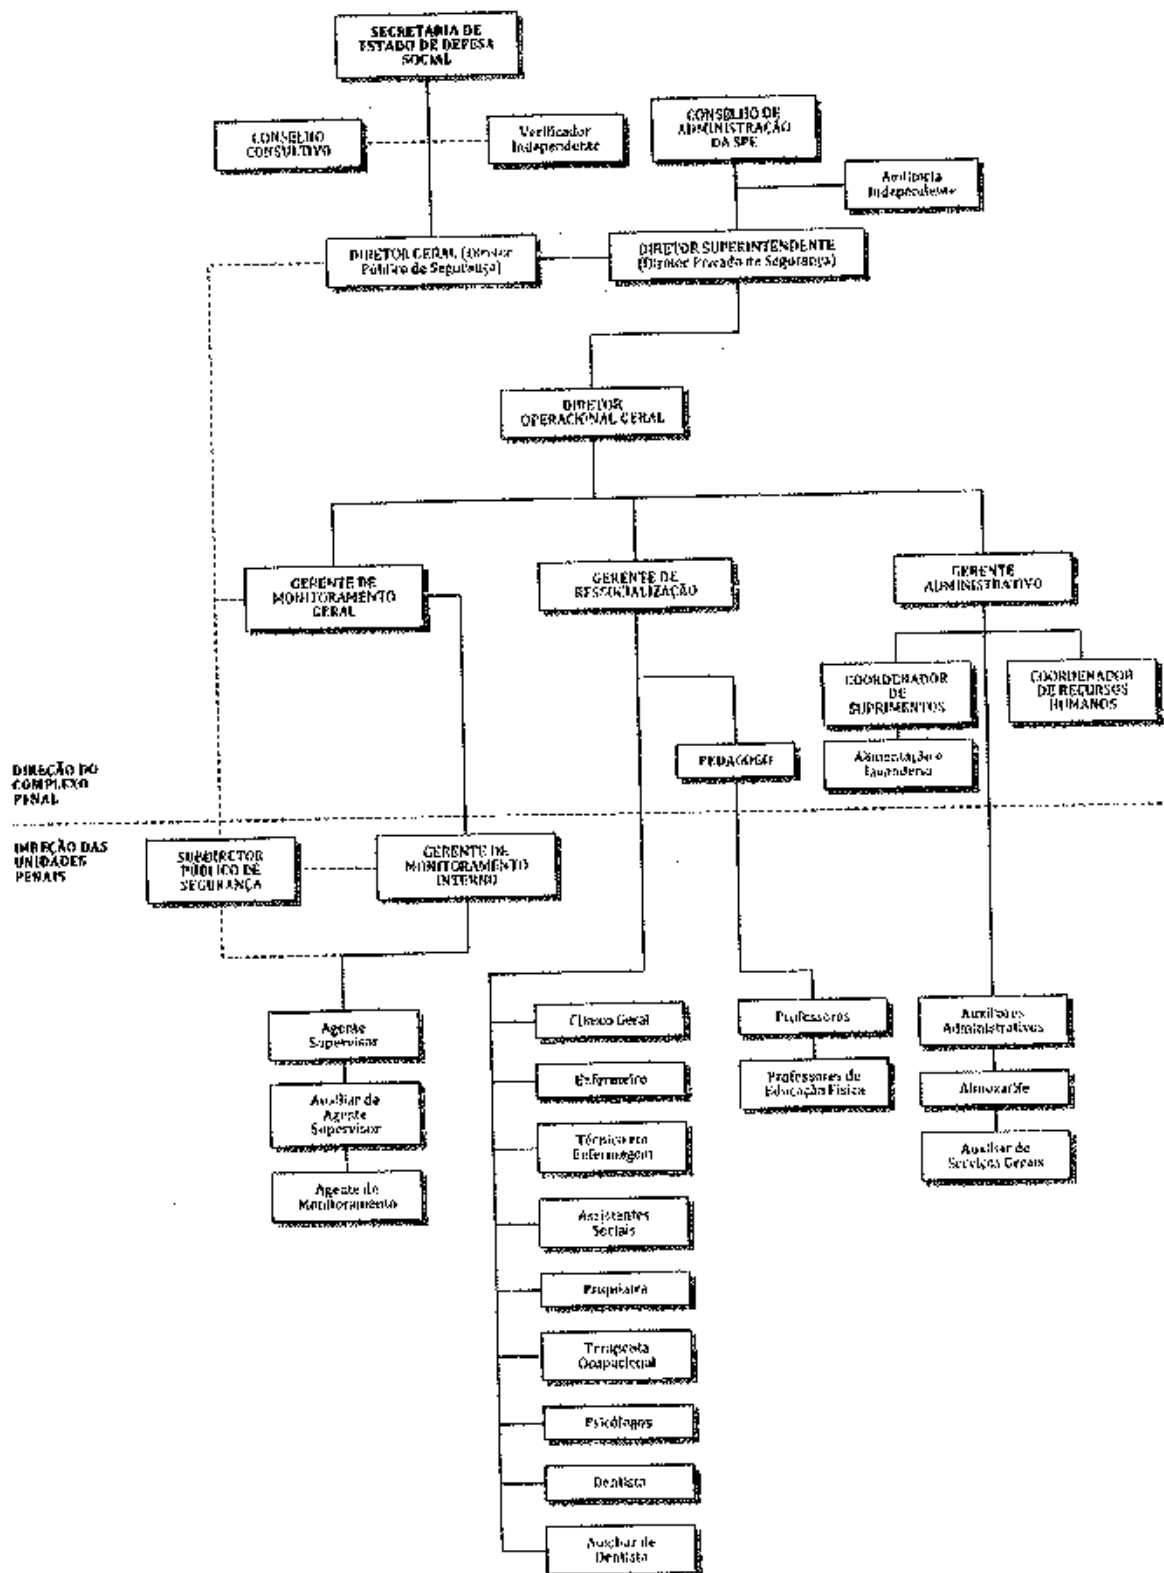 SECRETARIA DE
ESTADO DE DEFESA
SOCIAL
CONSELHO
CONSULTIVO
Verificador
Independente
CONSELHO DE
ADMINISTRAÇÃO
DA SPE
Auditoria
Independente
DIRETOR GERAL (Diretor
Público de Segurança)
DIRETOR SUPERINTENDENTE
(Diretor Privado de Segurança)
DIRETOR
OPERACIONAL GERAL
GERENTE DE
MONITORAMENTO
GERAL
GERENTE DE
RESSOCIALIZAÇÃO
GERENTE
ADMINISTRATIVO
COORDENADOR
DE
SUPRIMENTOS
COORDENADOR
DE RECURSOS
HUMANOS
PEDAGOGO
Alimentação e
lavanderia
DIREÇÃO DO
COMPLEXO
PENAL
DIREÇÃO DAS
UNIDADES
PENAIS
SUBDIRETOR
PÚBLICO DE
SEGURANÇA
GERENTE DE
MONITORAMENTO
INTERNO
Agente
Supervisor
Auxiliar de
Agente
Supervisor
Agente de
Monitoramento
Clínico Geral
Enfermeiro
Técnico em
Enfermagem
Assistentes
Sociais
Psiquiatra
Terapeuta
Ocupacional
Psicólogos
Dentista
Auxiliar de
Dentista
Professores
Professores de
Educação Física
Auxiliares
Administrativos
Almoxarife
Auxiliar de
Serviços Gerais